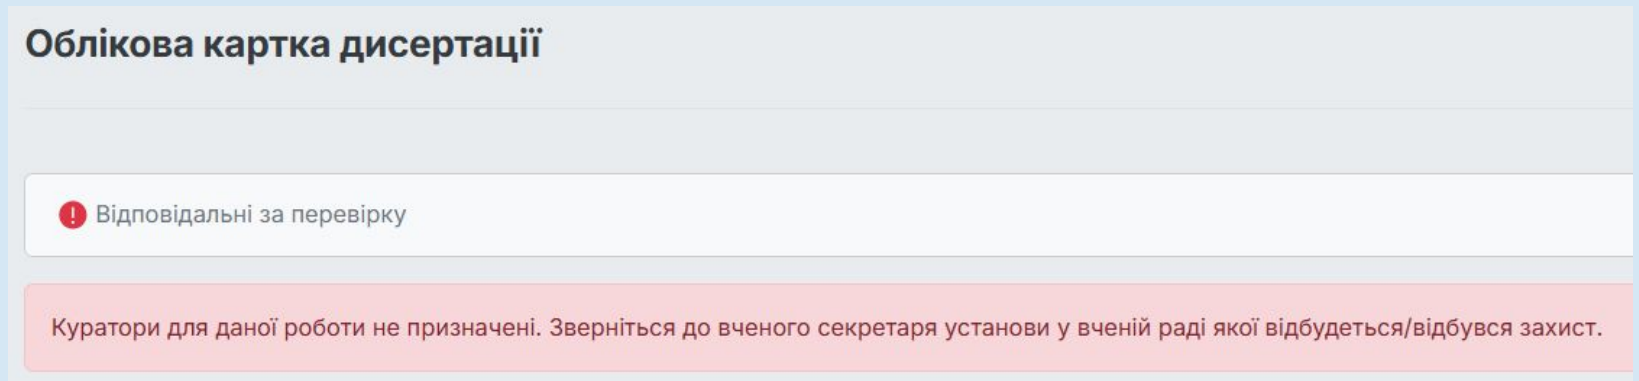 Облікова картка дисертації
Відповідальні за перевірку
Куратори для даної роботи не призначені. Зверніться до вченого секретаря установи у вченій раді якої відбудеться/відбувся захист.